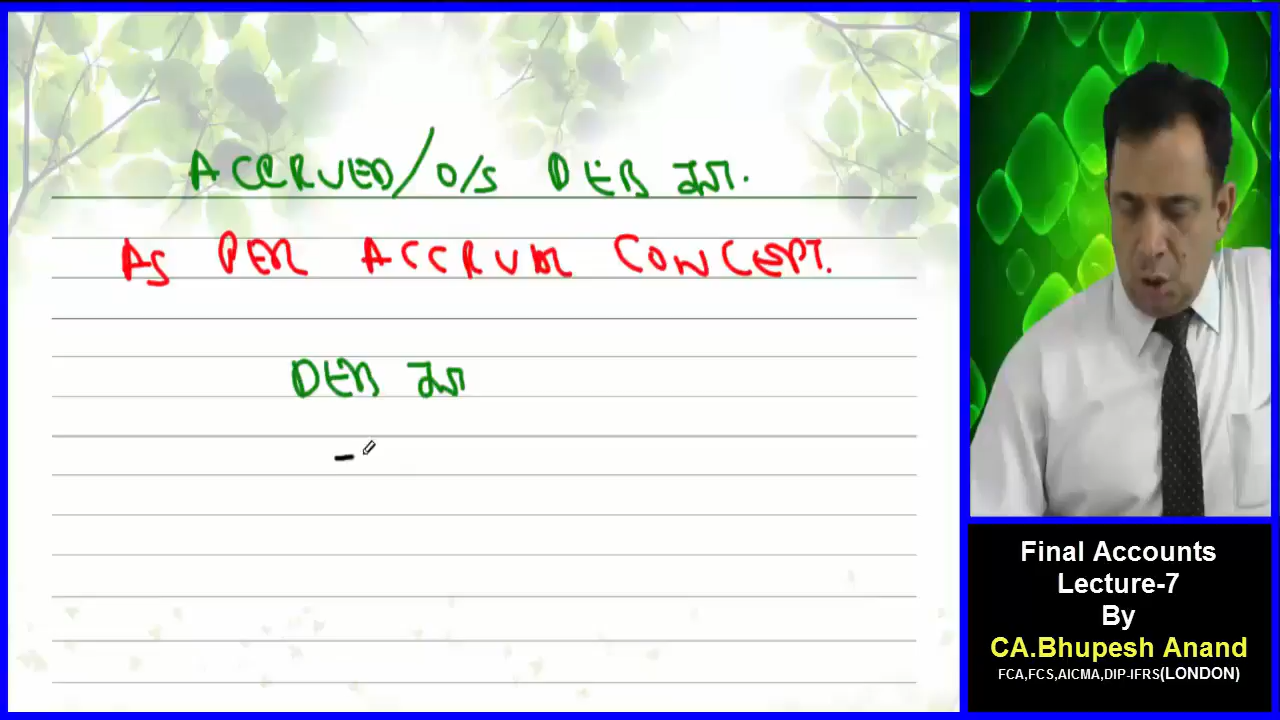 ACCRUED/O/S DEB INT.
AS PER ACCRUAL CONCEPT.
DEB INT
-
Final Accounts
Lecture-7
By
CA.Bhupesh Anand
FCA,FCS,AICMA,DIP-IFRS(LONDON)